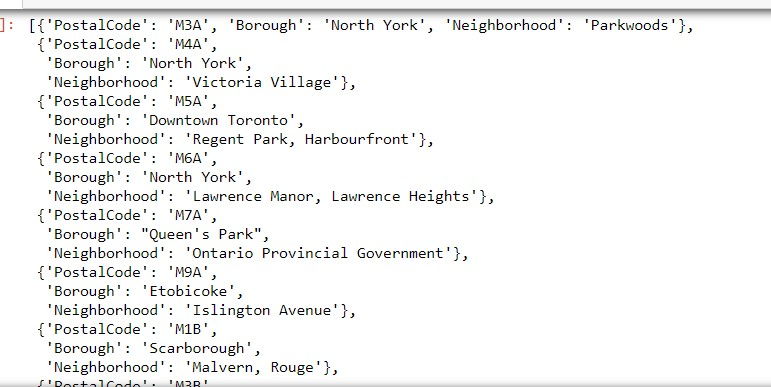 ]: [{'PostalCode': 'M3A', 'Borough': 'North York', 'Neighborhood': 'Parkwoods'},
{'PostalCode': 'M4A',
'Borough': 'North York',
'Neighborhood': 'Victoria Village'},
{'PostalCode': 'M5A',
'Borough': 'Downtown Toronto',
'Neighborhood': 'Regent Park, Harbourfront'},
{'PostalCode': 'M6A',
'Borough': 'North York',
'Neighborhood': 'Lawrence Manor, Lawrence Heights'},
{'PostalCode': 'M7A',
'Borough': "Queen's Park",
'Neighborhood': 'Ontario Provincial Government'},
{'PostalCode': 'M9A',
'Borough': 'Etobicoke',
'Neighborhood': 'Islington Avenue'},
{'PostalCode': 'M1B',
'Borough': 'Scarborough',
'Neighborhood': 'Malvern, Rouge'},
{'PostalCode': 'M3B'